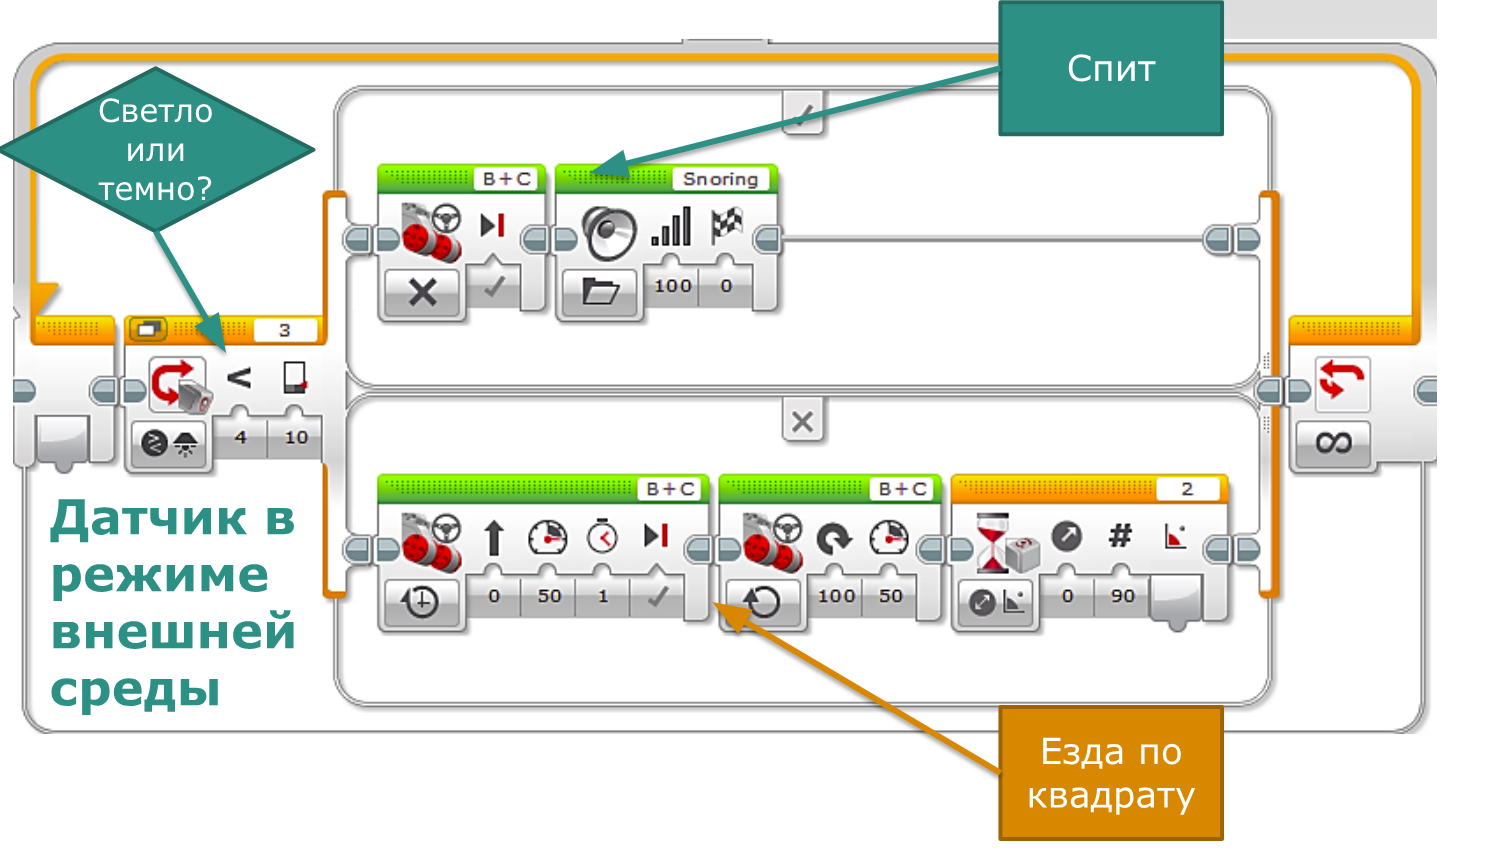 Спит
Светло
или
темно?
B+C
Snoring
100
0
3
<
4
10
Датчик в
режиме
внешней
среды
B+C
B+C
2
#
0
50
1
100
50
0
90
∞
Езда по
квадрату